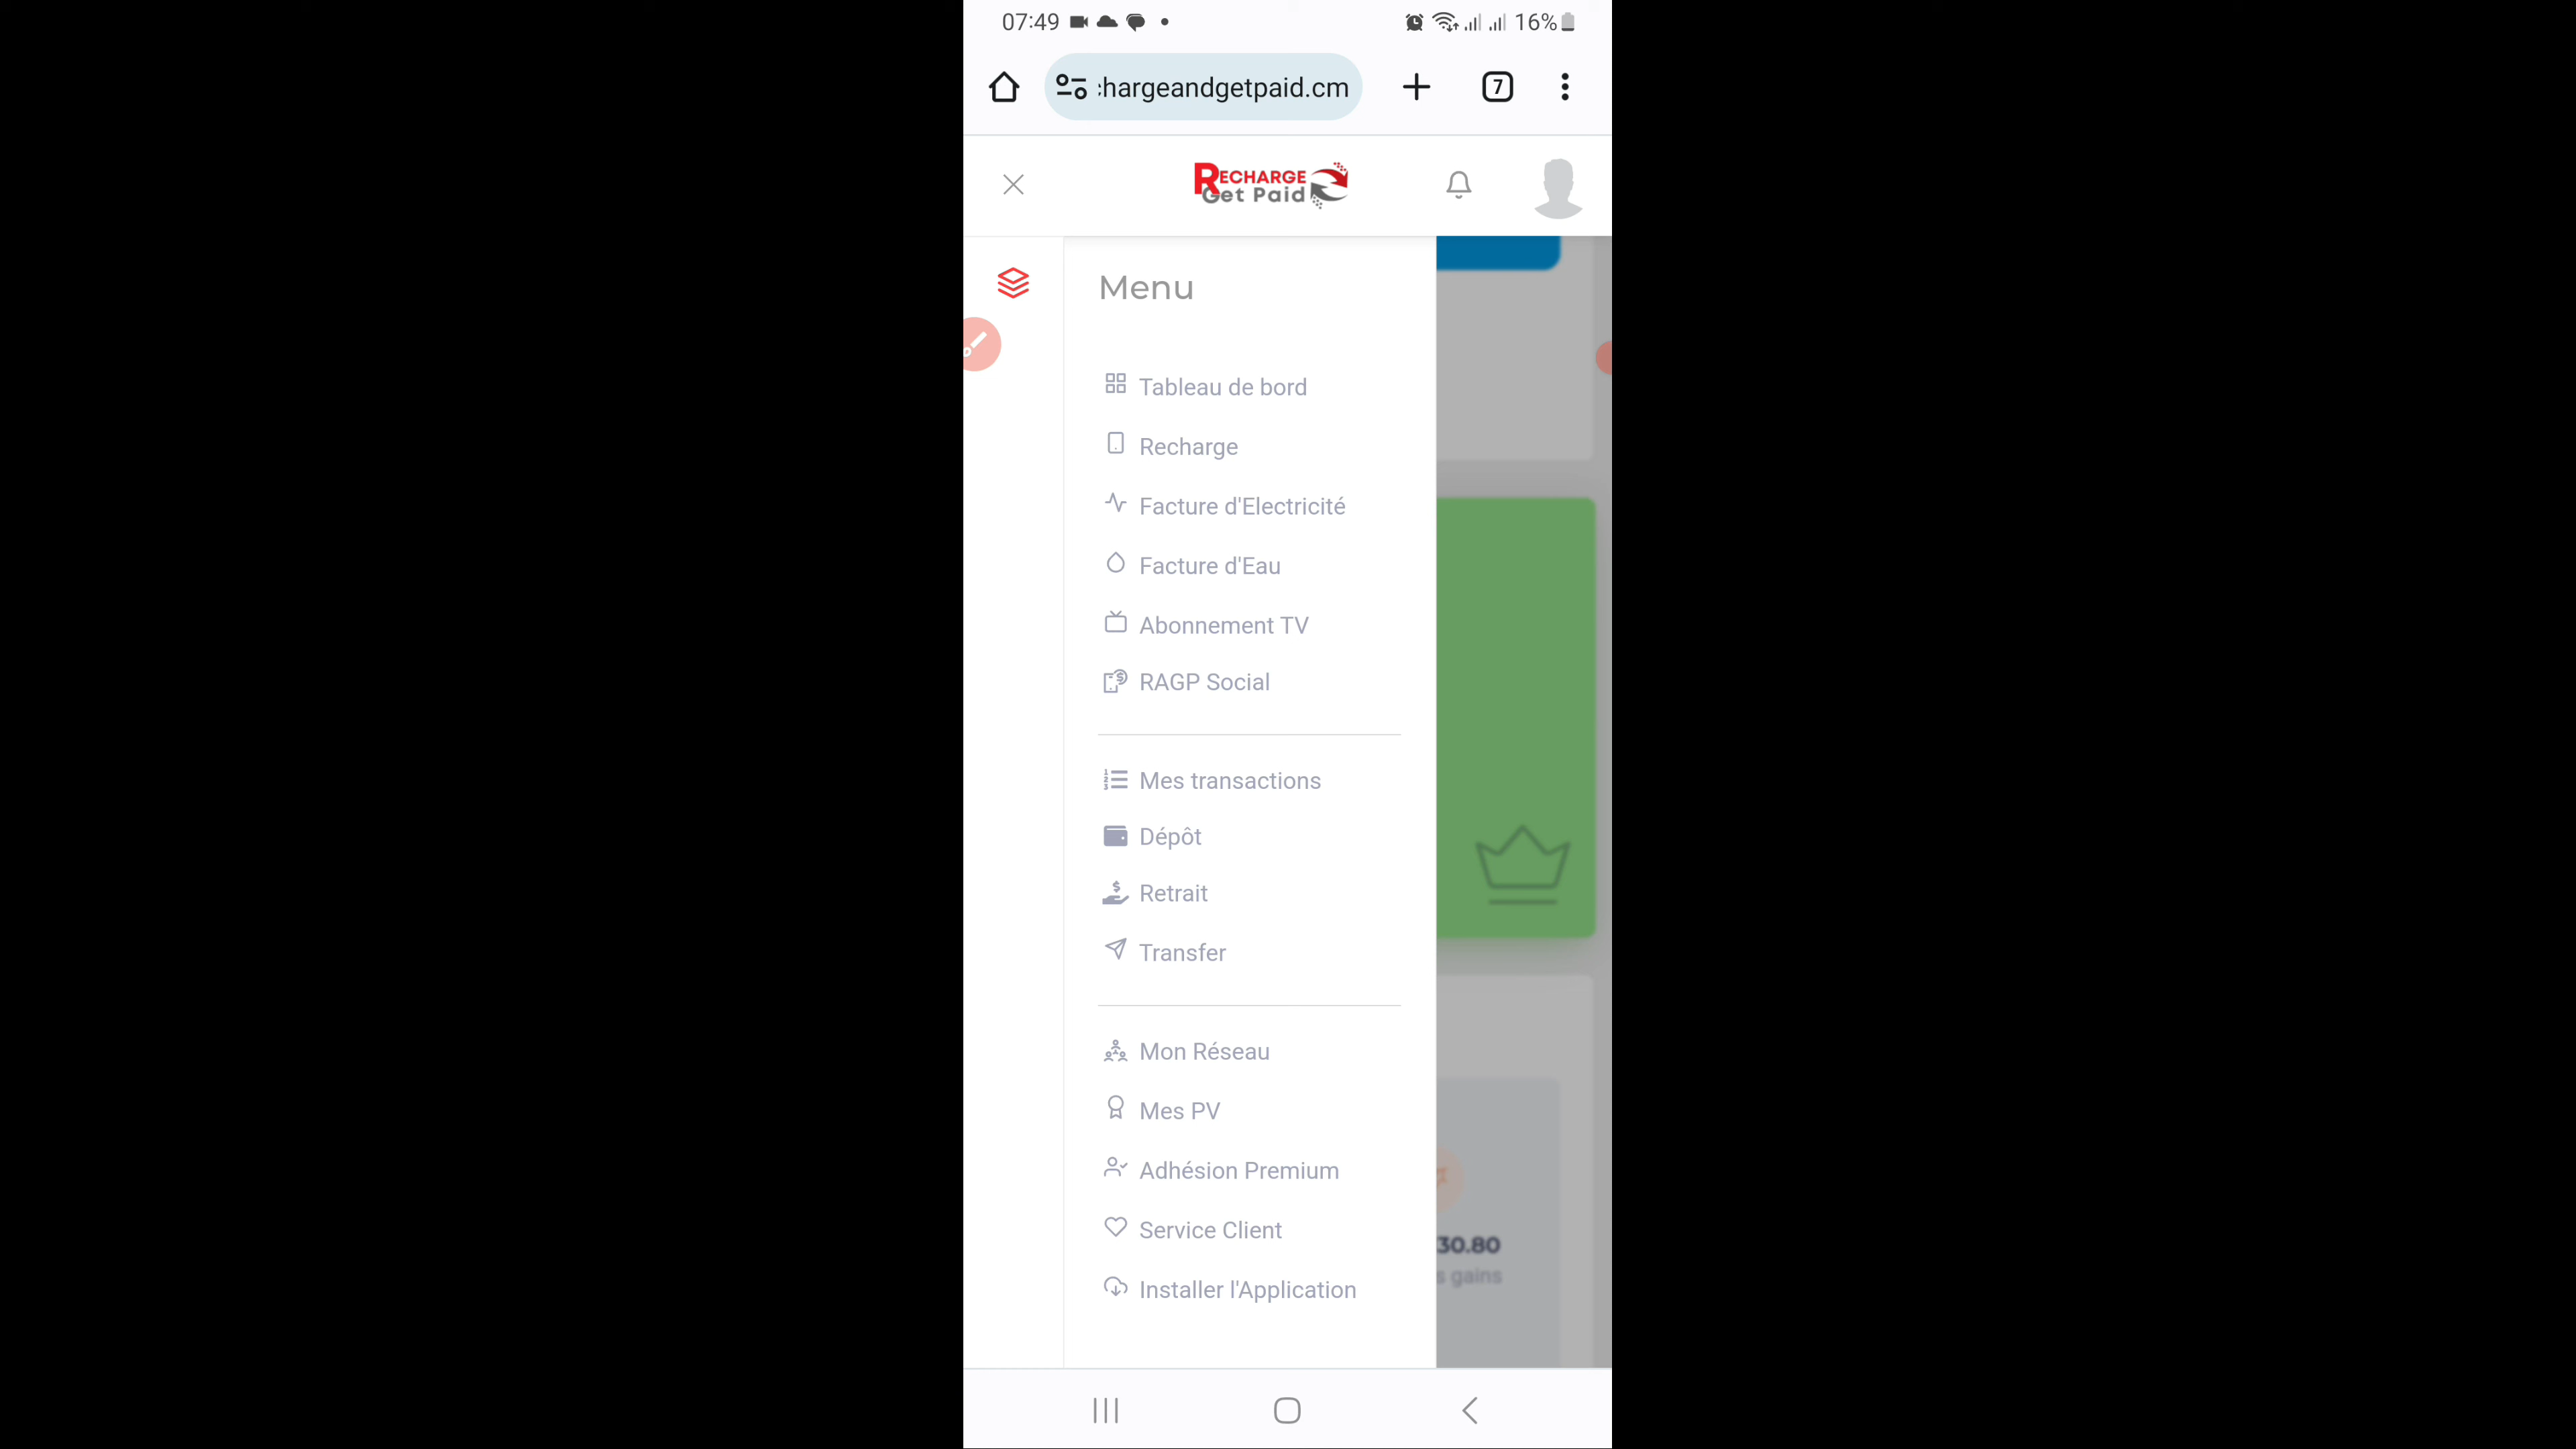 07:49
16%
hargeandgetpaid.cm
7
RECHARGE
Get Paid
Menu
Tableau de bord
Recharge
Facture d'Electricité
Facture d'Eau
Abonnement TV
RAGP Social
Mes transactions
Dépôt
Retrait
Transfer
Mon Réseau
Mes PV
Adhésion Premium
Service Client
30.80
s gains
Installer l'Application